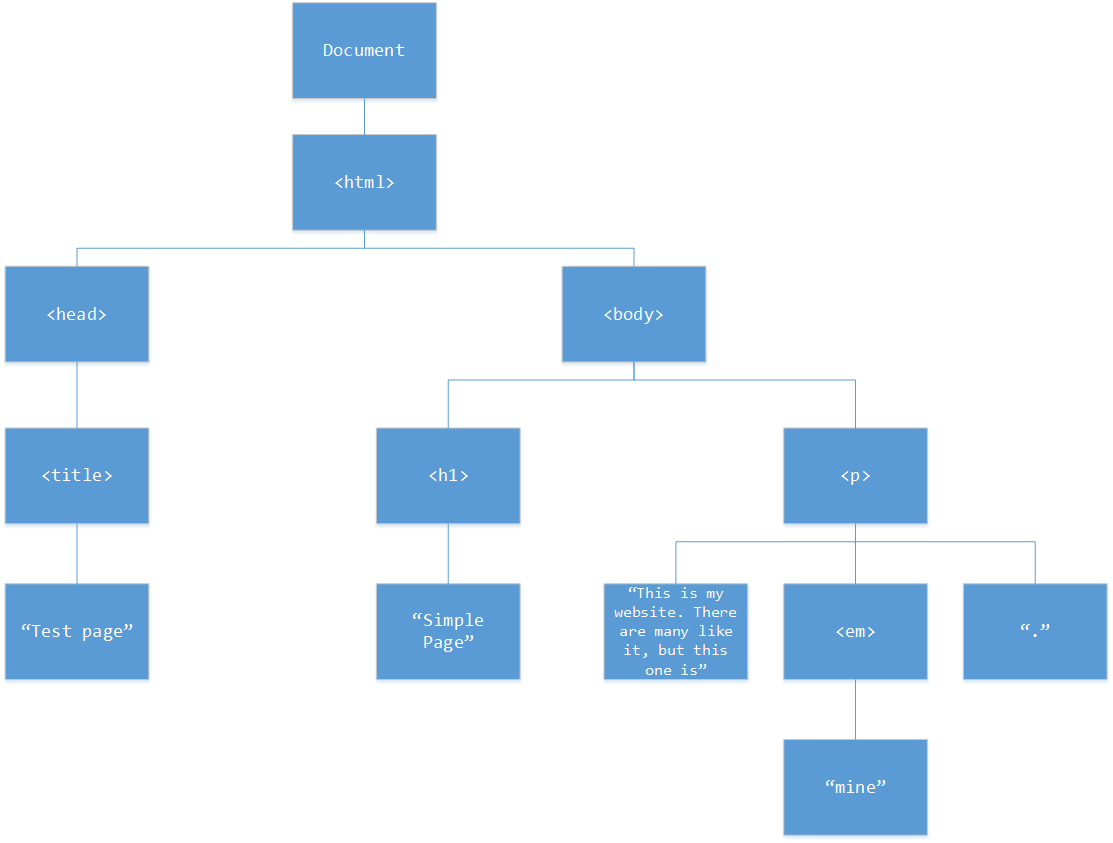 Document
<html>
<head>
<body>
<title>
<h1>
<p>
“Test page”
“Simple
Page”
“This is my
website. There
are many like
it, but this
one is”
<em>
“.”
“mine”